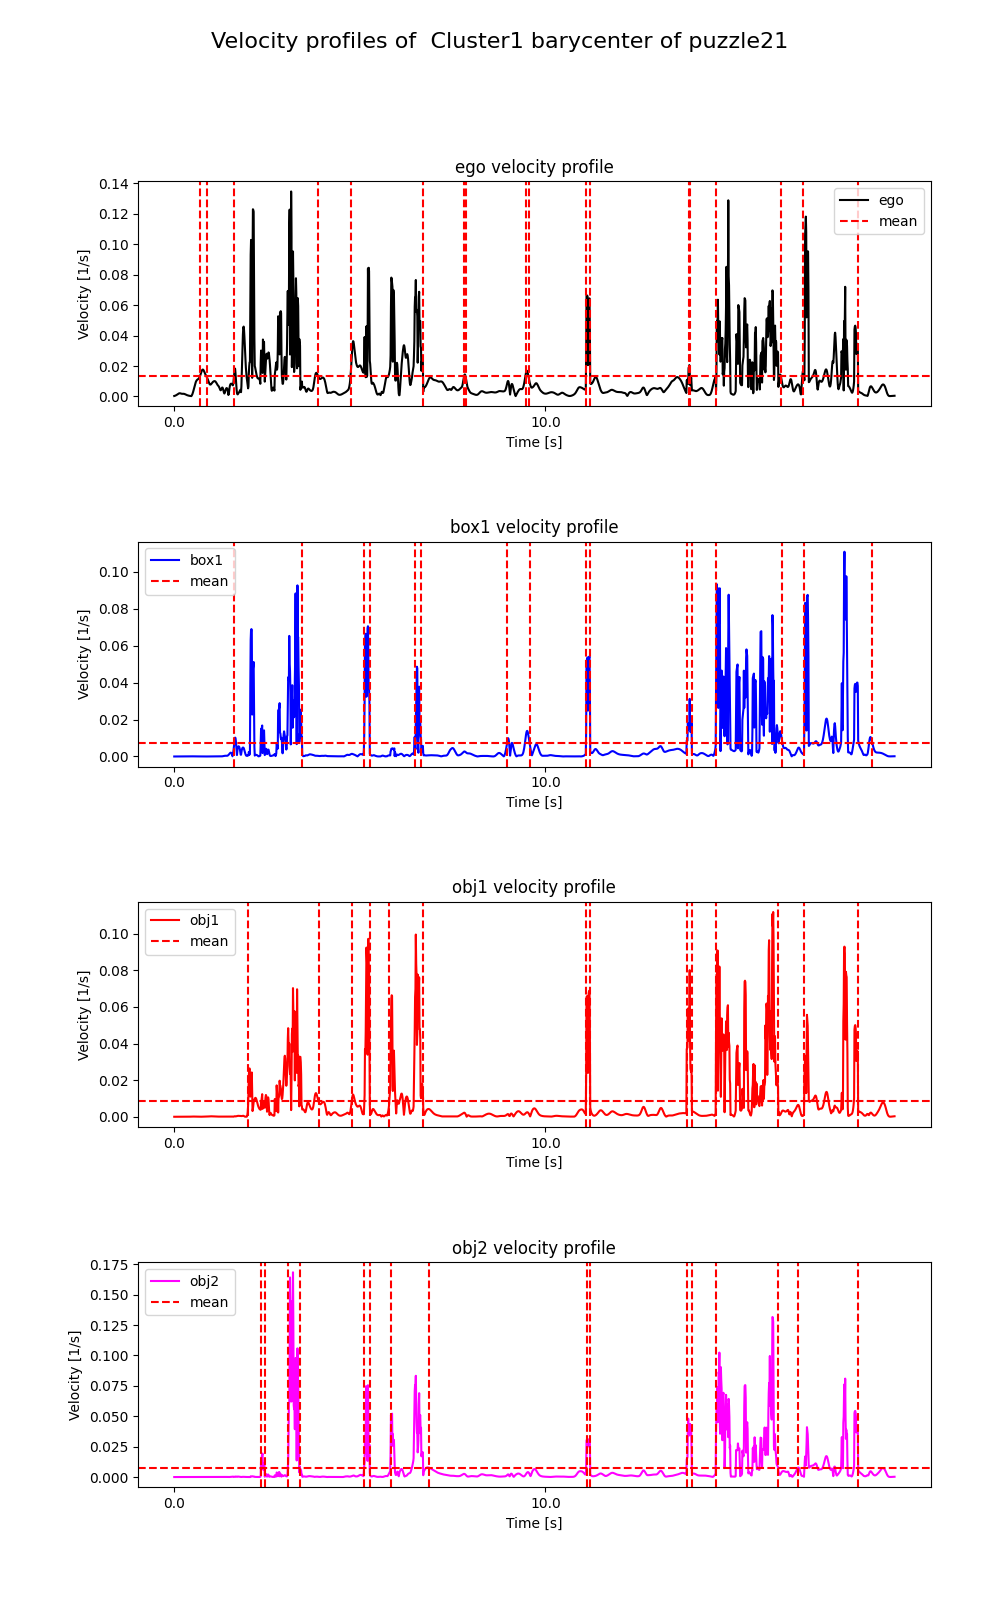 Velocity profiles of  Cluster1 barycenter of puzzle21
ego velocity profile
Velocity [1/s]
0.14
0.12
0.10
0.08
0.06
0.04
0.02
0.00
ego
mean
0.0
10.0
Time [s]
box1 velocity profile
Velocity [1/s]
0.10
0.08
0.06
0.04
0.02
0.00
box1
mean
0.0
10.0
Time [s]
obj1 velocity profile
Velocity [1/s]
0.10
0.08
0.06
0.04
0.02
0.00
obj1
mean
0.0
10.0
Time [s]
obj2 velocity profile
Velocity [1/s]
0.175
0.150
0.125
0.100
0.075
0.050
0.025
0.000
obj2
mean
0.0
10.0
Time [s]